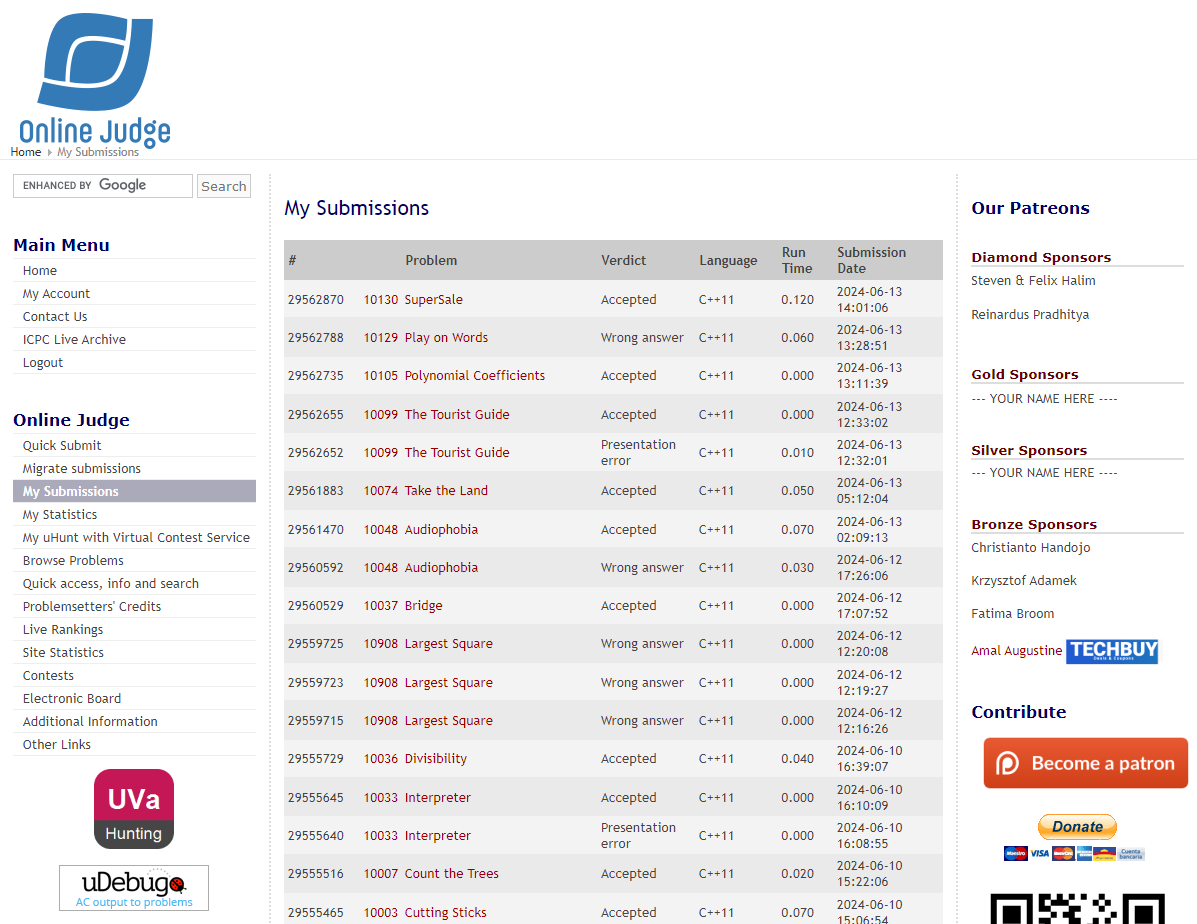 Online Judge
Home My Submissions
ENHANCED BY Google Search
Main Menu
Home
My Account
Contact Us
ICPC Live Archive
Logout
Online Judge
Quick Submit
Migrate submissions
My Submissions
My Statistics
My uHunt with Virtual Contest Service
Browse Problems
Quick access, info and search
Problemsetters' Credits
Live Rankings
Site Statistics
Contests
Electronic Board
Additional Information
Other Links
UVa
Hunting
uDebug
AC output to problems
My Submissions
# Problem Verdict Language Run Time Submission Date
29562870 10130 SuperSale Accepted C++11 0.120 2024-06-13 14:01:06
29562788 10129 Play on Words Wrong answer C++11 0.060 2024-06-13 13:28:51
29562735 10105 Polynomial Coefficients Accepted C++11 0.000 2024-06-13 13:11:39
29562655 10099 The Tourist Guide Accepted C++11 0.000 2024-06-13 12:33:02
29562652 10099 The Tourist Guide Presentation error C++11 0.010 2024-06-13 12:32:01
29561883 10074 Take the Land Accepted C++11 0.050 2024-06-13 05:12:04
29561470 10048 Audiophobia Accepted C++11 0.070 2024-06-13 02:09:13
29560592 10048 Audiophobia Wrong answer C++11 0.030 2024-06-12 17:26:06
29560529 10037 Bridge Accepted C++11 0.000 2024-06-12 17:07:52
29559725 10908 Largest Square Wrong answer C++11 0.000 2024-06-12 12:20:08
29559723 10908 Largest Square Wrong answer C++11 0.000 2024-06-12 12:19:27
29559715 10908 Largest Square Wrong answer C++11 0.000 2024-06-12 12:16:26
29555729 10036 Divisibility Accepted C++11 0.040 2024-06-10 16:39:07
29555645 10033 Interpreter Accepted C++11 0.000 2024-06-10 16:10:09
29555640 10033 Interpreter Presentation error C++11 0.000 2024-06-10 16:08:55
29555516 10007 Count the Trees Accepted C++11 0.020 2024-06-10 15:22:06
29555465 10003 Cutting Sticks Accepted C++11 0.070 2024-06-10 15:06:54
Our Patreons
Diamond Sponsors
Steven & Felix Halim
Reinardus Pradhitya
Gold Sponsors
--- YOUR NAME HERE ----
Silver Sponsors
--- YOUR NAME HERE ----
Bronze Sponsors
Christianto Handojo
Krzysztof Adamek
Fatima Broom
Amal Augustine TECHBUY
Contribute
Become a patron
Donate
Maestro VISA
Cuenta
bancaria